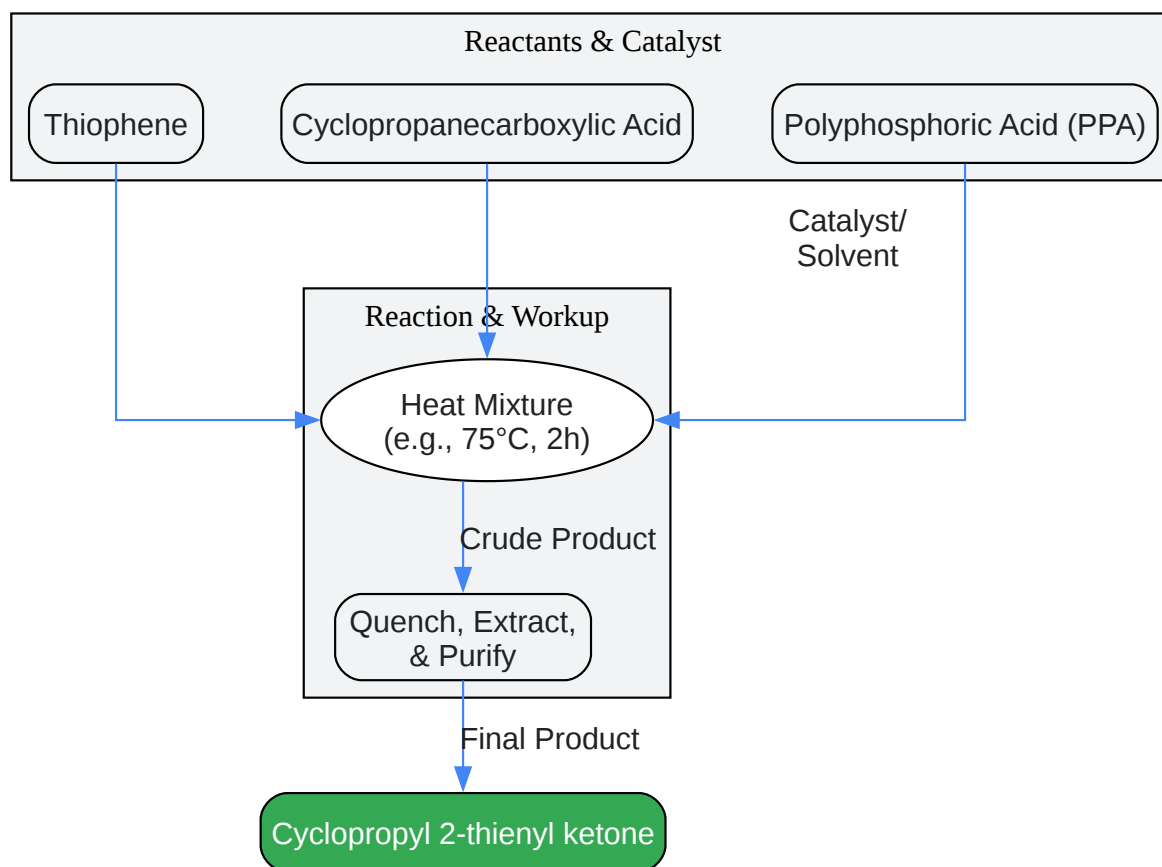 Reactants & Catalyst
Thiophene
Cyclopropanecarboxylic Acid
Polyphosphoric Acid (PPA)
Catalyst/
Solvent
Reaction & Workup
Heat Mixture
(e.g., 75°C, 2h)
Crude Product
Quench, Extract,
& Purify
Final Product
Cyclopropyl 2-thienyl ketone